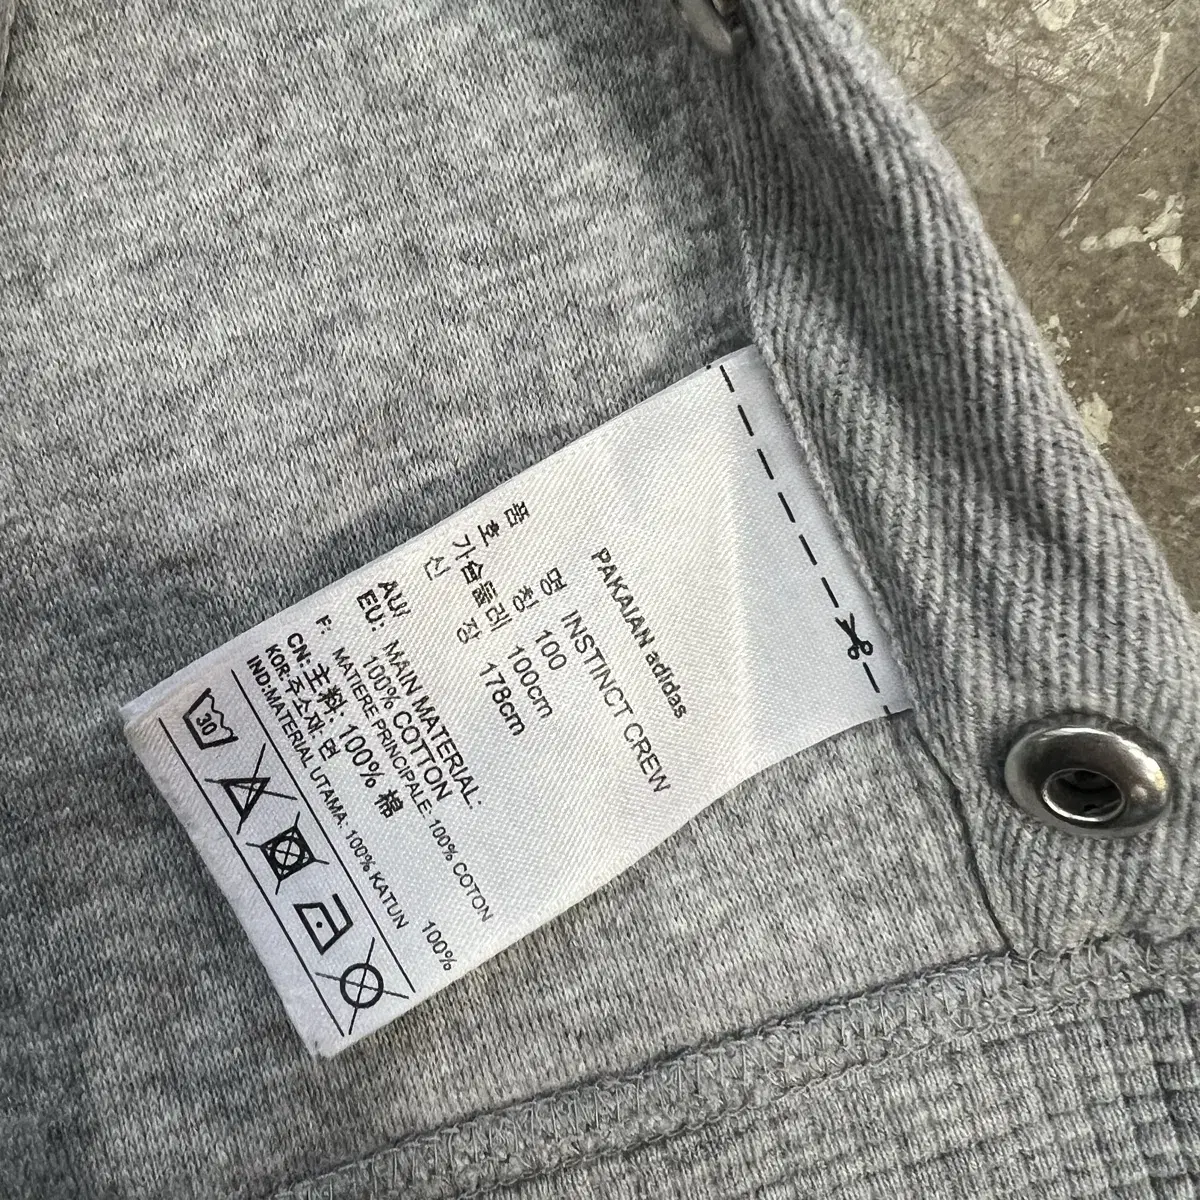 PAKAIAN adidas
품 명 INSTINCT CREW
호 칭 100
가슴둘레 100cm
신 장 178cm
AU/
EU: MAIN MATERIAL:
100% COTTON
F: MATIERE PRINCIPALE: 100% COTON
CN:主料: 100% 棉
KOR:주소재: 면 100%
IND:MATERIAL UTAMA: 100% KATUN
30